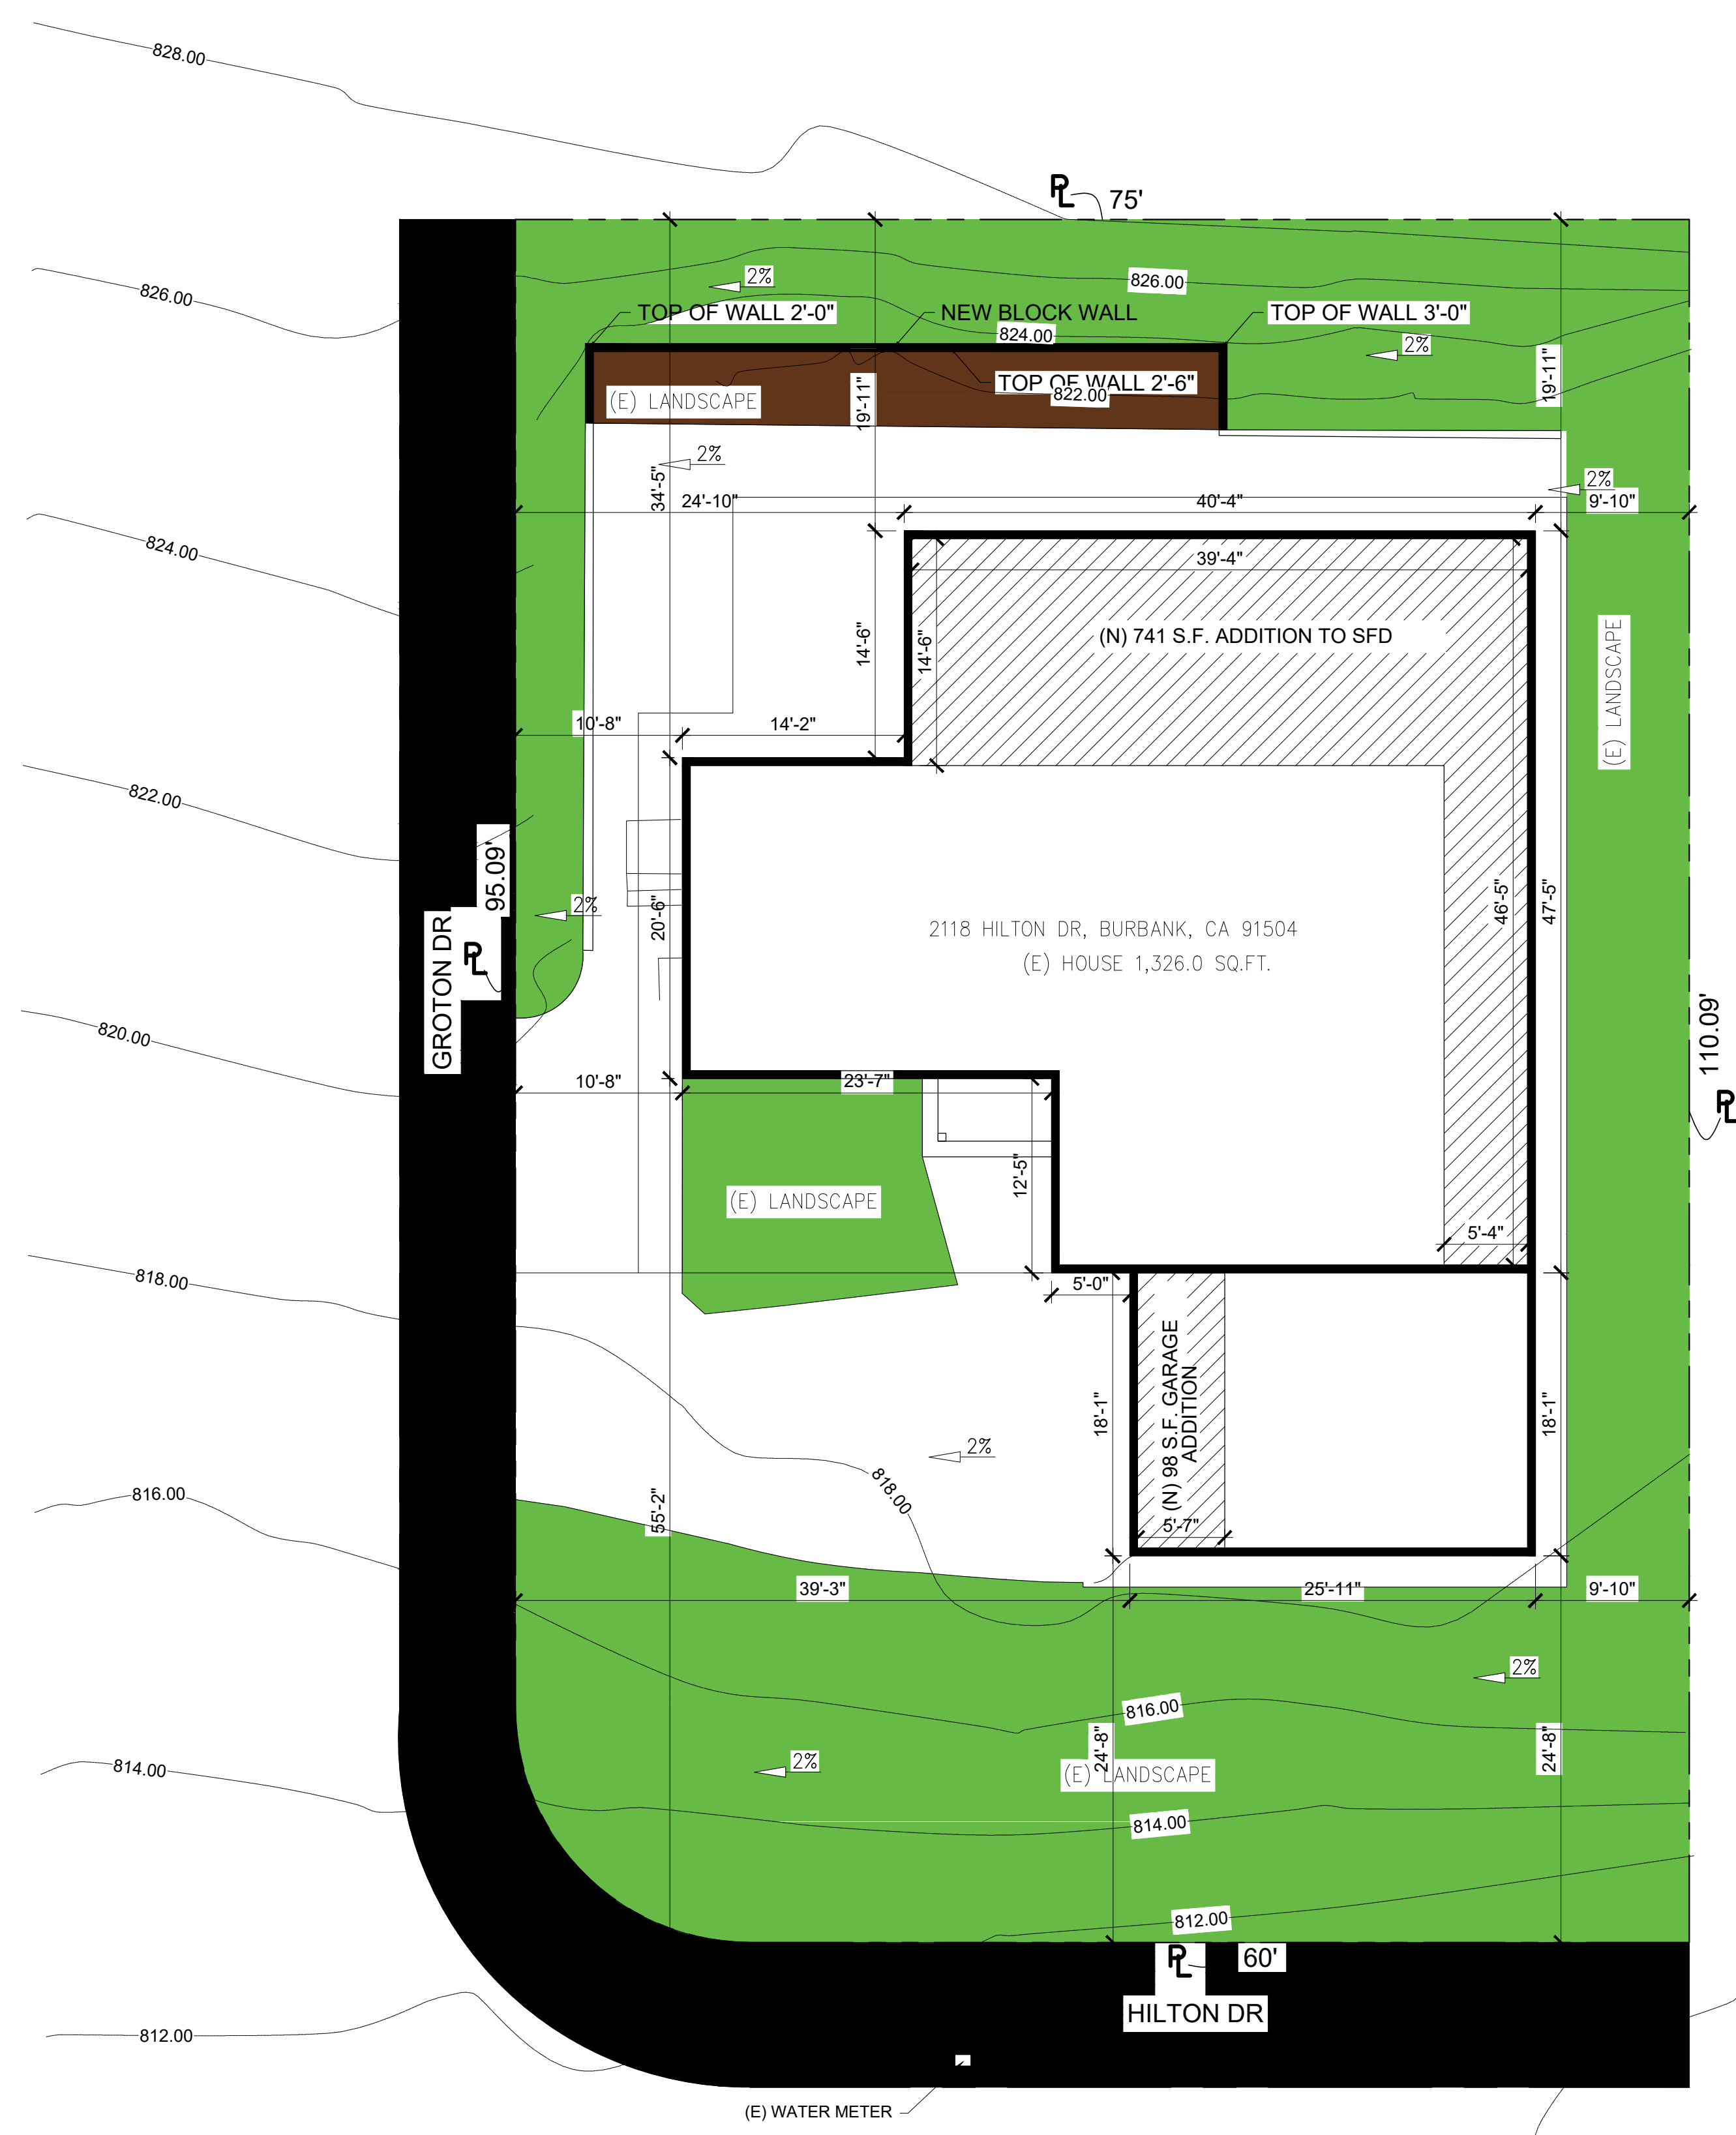 828.00
PL
75'
2%
826.00
826.00
TOP OF WALL 2'-0"
NEW BLOCK WALL
TOP OF WALL 3'-0"
824.00
2%
TOP OF WALL 2'-6"
822.00
(E) LANDSCAPE
19'-11"
19'-11"
2%
34'-5"
2%
24'-10"
40'-4"
9'-10"
824.00
39'-4"
(N) 741 S.F. ADDITION TO SFD
14'-6"
14'-6"
(E) LANDSCAPE
10'-8"
14'-2"
822.00
95.09'
2%
20'-6"
46'-5"
47'-5"
2118 HILTON DR, BURBANK, CA 91504
(E) HOUSE 1,326.0 SQ.FT.
GROTON DR
PL
820.00
110.09'
PL
10'-8"
23'-7"
12'-5"
(E) LANDSCAPE
5'-4"
818.00
5'-0"
(N) 98 S.F. GARAGE
ADDITION
18'-1"
18'-1"
2%
818.00
816.00
55'-2"
5'-7"
39'-3"
25'-11"
9'-10"
2%
816.00
24'-8"
24'-8"
2%
814.00
(E) LANDSCAPE
814.00
812.00
PL
60'
HILTON DR
812.00
(E) WATER METER